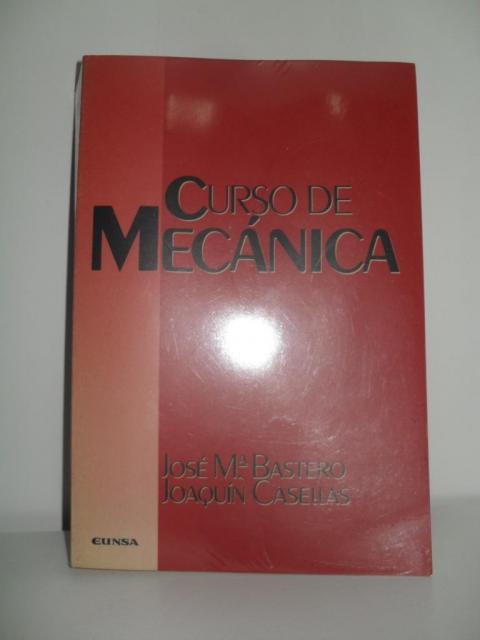 CURSO DE
MECÁNICA
JOSÉ Mª BASTERO
JOAQUÍN CASELLAS
EUNSA